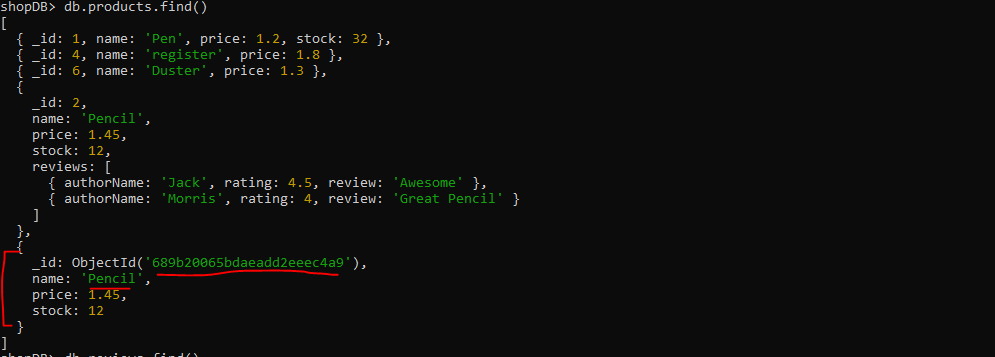 shopDB> db.products.find()
[
  { _id: 1, name: 'Pen', price: 1.2, stock: 32 },
  { _id: 4, name: 'register', price: 1.8 },
  { _id: 6, name: 'Duster', price: 1.3 },
  {
    _id: 2,
    name: 'Pencil',
    price: 1.45,
    stock: 12,
    reviews: [
      { authorName: 'Jack', rating: 4.5, review: 'Awesome' },
      { authorName: 'Morris', rating: 4, review: 'Great Pencil' }
    ]
  },
  {
    _id: ObjectId('689b20065bdaeadd2eeec4a9'),
    name: 'Pencil',
    price: 1.45,
    stock: 12
  }
]
shopDB> db.reviews.find()